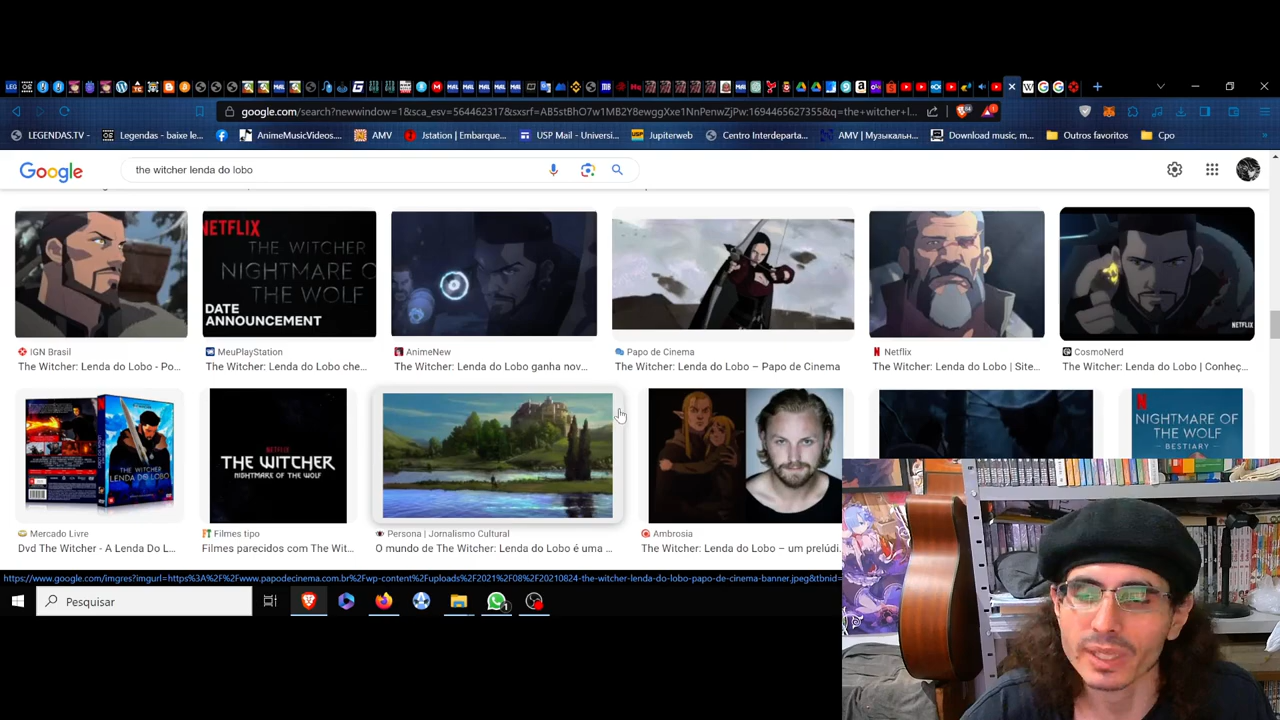 google.com/search?newwindow=1&sca_esv=564462317&sxsrf=AB5stBhO7w1MB2Y8ewggXxe1NnPenwZjPw:1694465627355&q=the+witcher+l...
LEGENDAS.TV -
Legendas - baixe le...
AnimeMusicVideos....
AMV
Jstation | Embarque...
USP Mail - Universi...
Jupiterweb
Centro Interdeparta...
AMV | Музыкальн...
Download music, m...
Outros favoritos
Cpo
Google
the witcher lenda do lobo
NETFLIX
THE WITCHER
NIGHTMARE O
THE WOLF
DATE
ANNOUNCEMENT
NETFLIX
IGN Brasil
MeuPlayStation
AnimeNew
Papo de Cinema
Netflix
CosmoNerd
The Witcher: Lenda do Lobo - Po...
The Witcher: Lenda do Lobo che...
The Witcher: Lenda do Lobo ganha nov...
The Witcher: Lenda do Lobo – Papo de Cinema
The Witcher: Lenda do Lobo | Site...
The Witcher: Lenda do Lobo | Conheç...
THE WITCHER
LENDA DO LOBO
NETFLIX
THE WITCHER
NIGHTMARE OF THE WOLF
NIGHTMARE OF
THE WOLF
BESTIARY
Mercado Livre
Filmes tipo
Persona | Jornalismo Cultural
Ambrosia
Dvd The Witcher - A Lenda Do L...
Filmes parecidos com The Wit...
O mundo de The Witcher: Lenda do Lobo é uma ...
The Witcher: Lenda do Lobo – um prelúdi...
https://www.google.com/imgres?imgurl=https%3A%2F%2Fwww.papodecinema.com.br%2Fwp-content%2Fuploads%2F2021%2F08%2F20210824-the-witcher-lenda-do-lobo-papo-de-cinema-banner.jpeg&tbnid=
Pesquisar